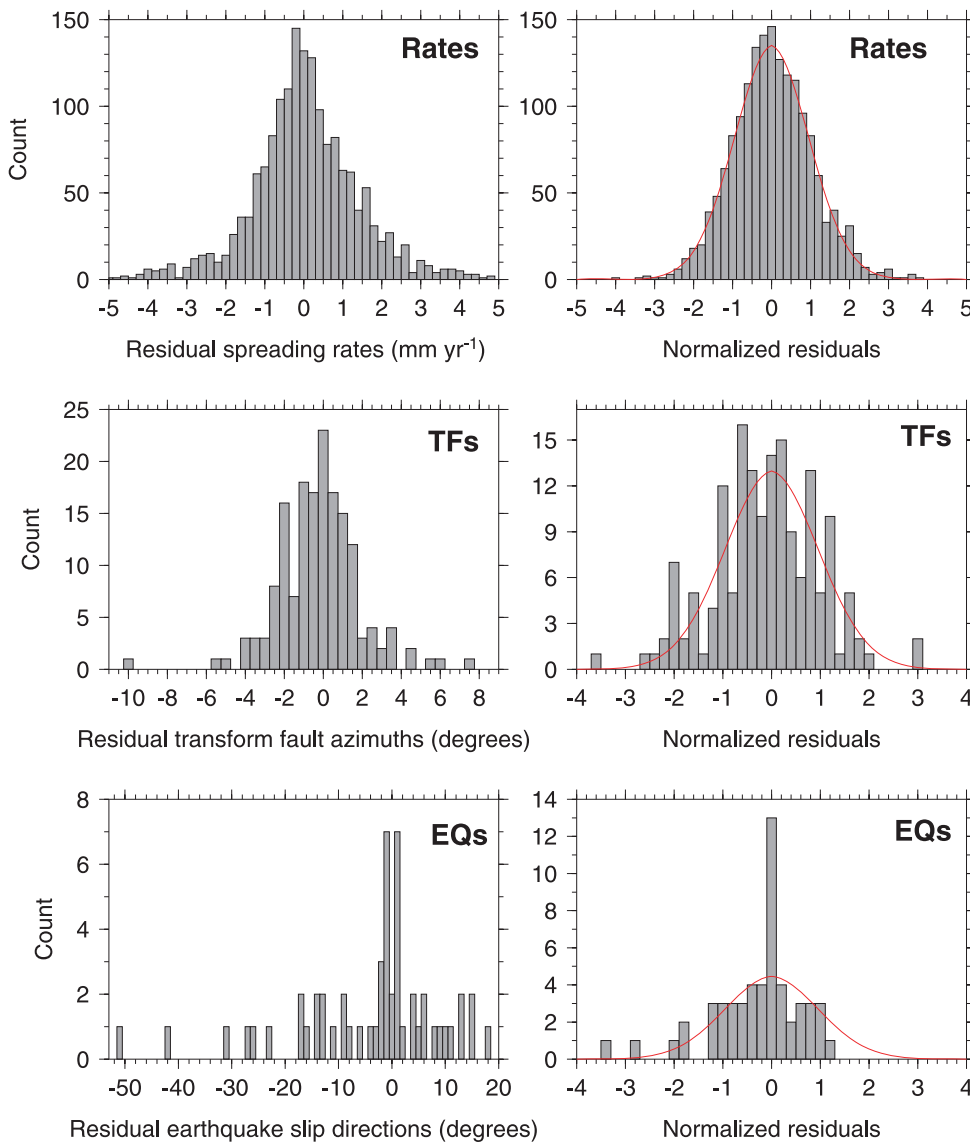 150
100
50
0
Count
Rates
-5 -4 -3 -2 -1 0 1 2 3 4 5
Residual spreading rates (mm yr-1)
150
100
50
0
Rates
-5 -4 -3 -2 -1 0 1 2 3 4 5
Normalized residuals
25
20
15
10
5
0
Count
TFs
-10 -8 -6 -4 -2 0 2 4 6 8
Residual transform fault azimuths (degrees)
15
12
9
6
3
0
TFs
-4 -3 -2 -1 0 1 2 3 4
Normalized residuals
8
6
4
2
0
Count
EQs
-50 -40 -30 -20 -10 0 10 20
Residual earthquake slip directions (degrees)
14
12
10
8
6
4
2
0
EQs
-4 -3 -2 -1 0 1 2 3 4
Normalized residuals